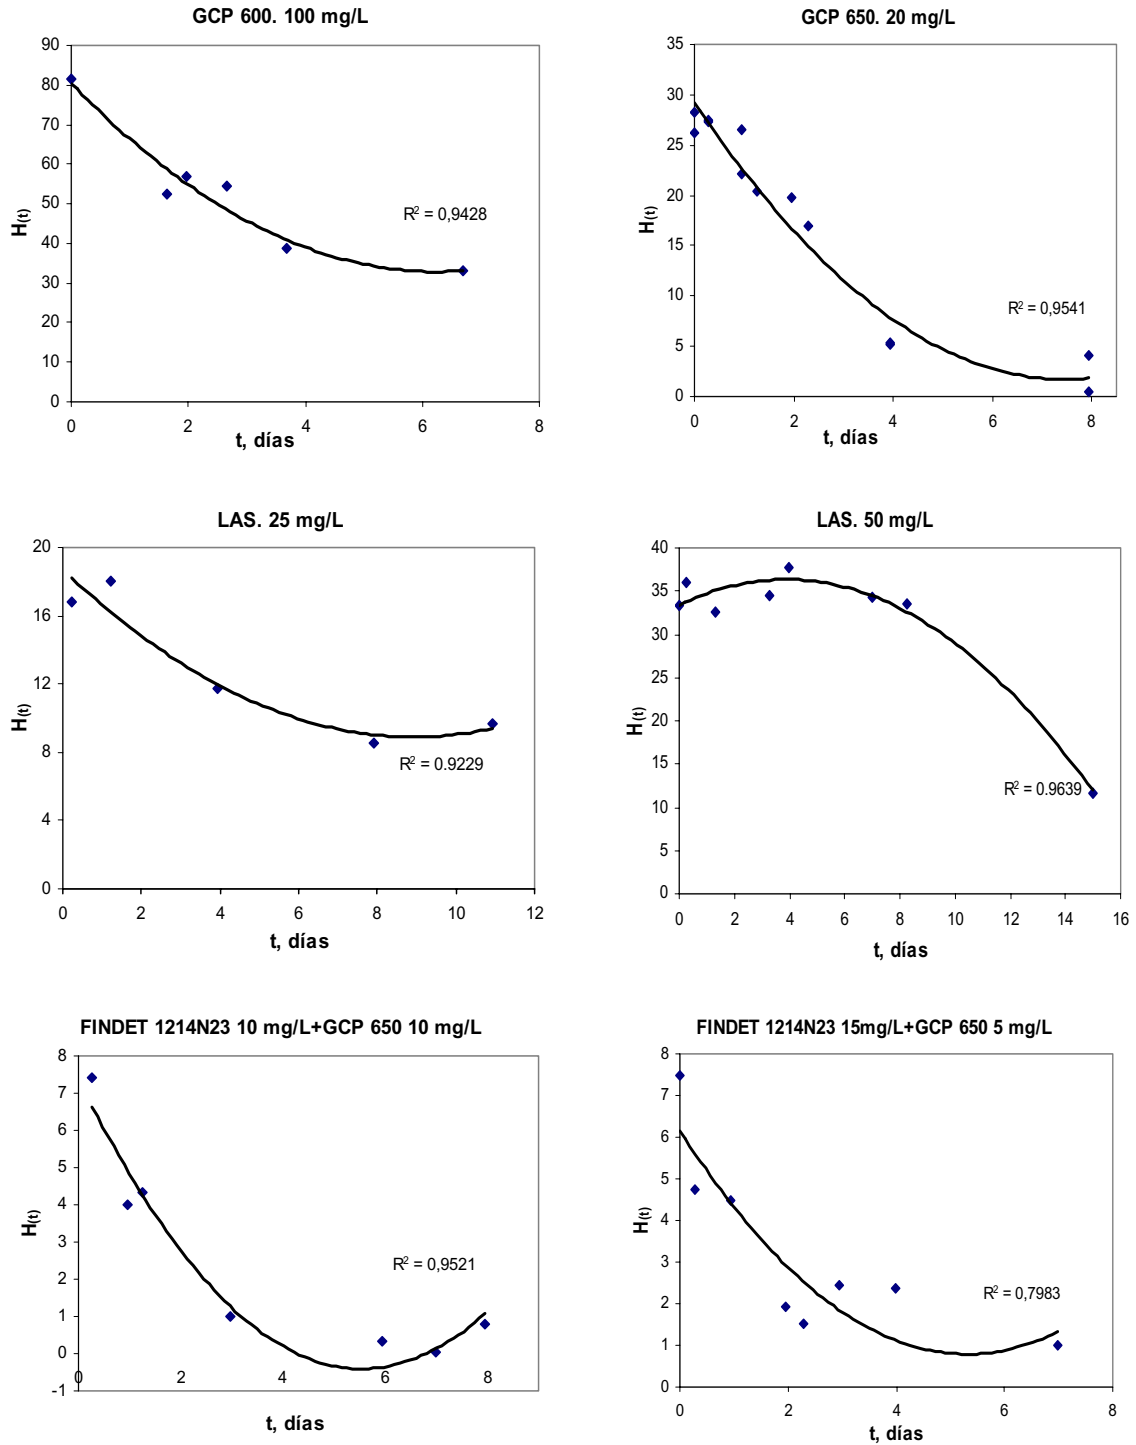 GCP 600. 100 mg/L
90
80
70
60
50
40
30
20
10
0
H(t)
R² = 0,9428
0 2 4 6 8
t, días
GCP 650. 20 mg/L
35
30
25
20
15
10
5
0
H(t)
R² = 0,9541
0 2 4 6 8
t, días
LAS. 25 mg/L
20
16
12
8
4
0
H(t)
R² = 0.9229
0 2 4 6 8 10 12
t, días
LAS. 50 mg/L
40
35
30
25
20
15
10
5
0
H(t)
R² = 0.9639
0 2 4 6 8 10 12 14 16
t, días
FINDET 1214N23 10 mg/L+GCP 650 10 mg/L
8
7
6
5
4
3
2
1
0
-1
H(t)
R² = 0,9521
0 2 4 6 8
t, días
FINDET 1214N23 15mg/L+GCP 650 5 mg/L
8
7
6
5
4
3
2
1
0
H(t)
R² = 0,7983
0 2 4 6 8
t, días